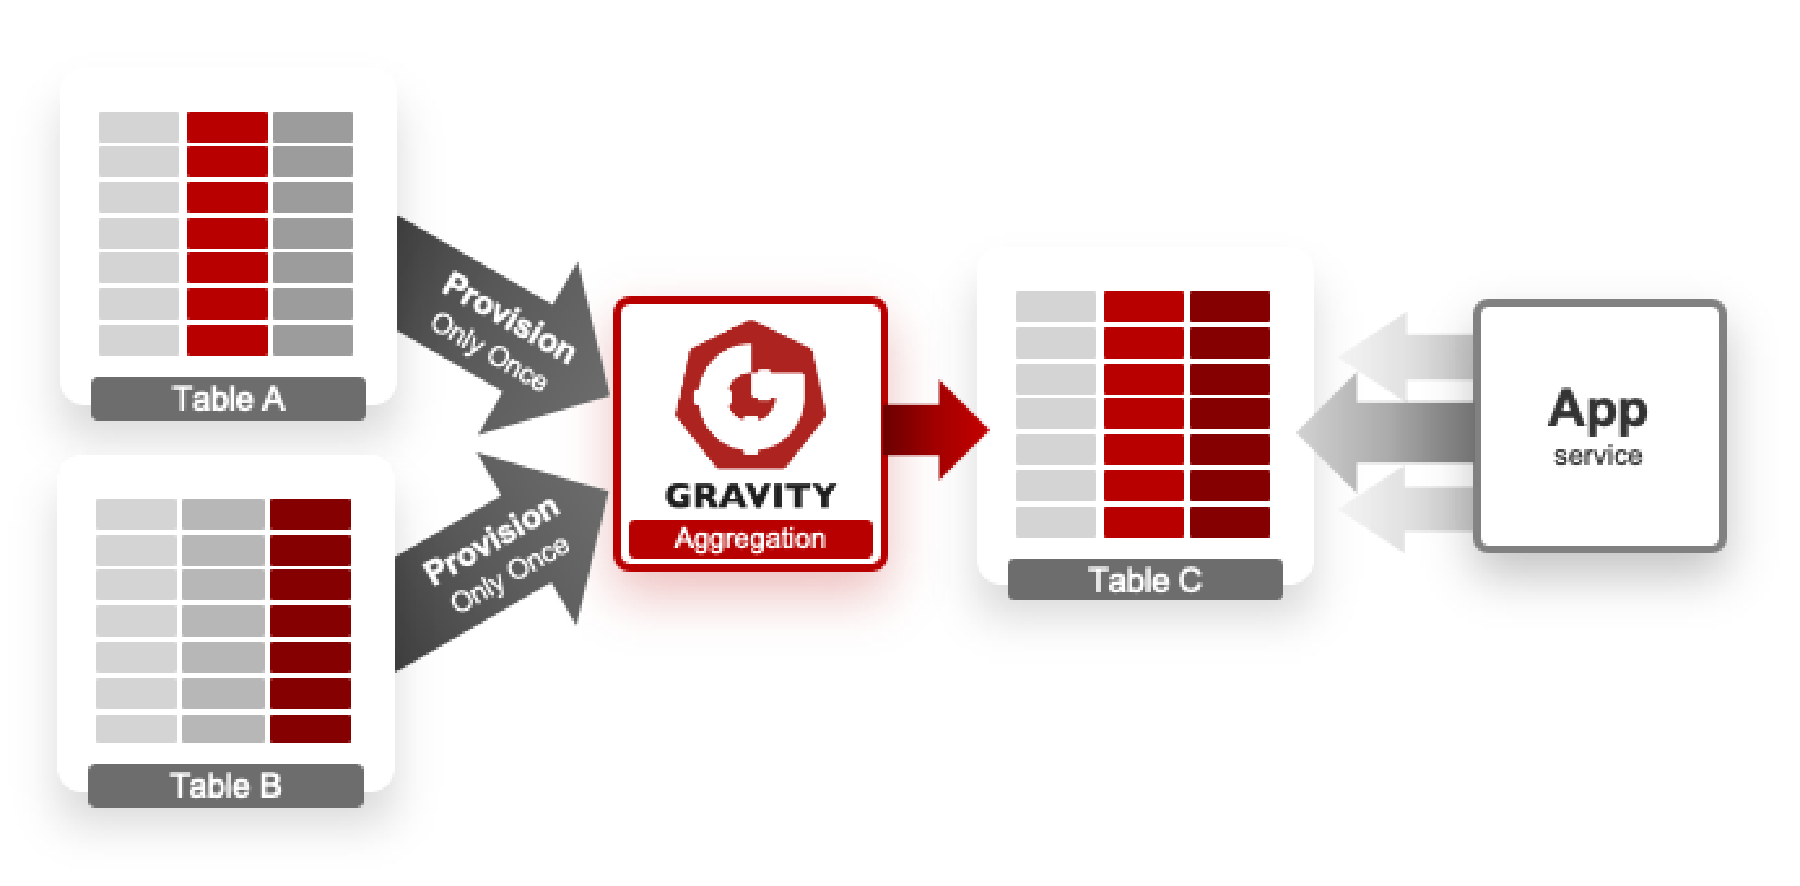 Table A
Provision
Only Once
Table B
Provision
Only Once
GRAVITY
Aggregation
Table C
App
service